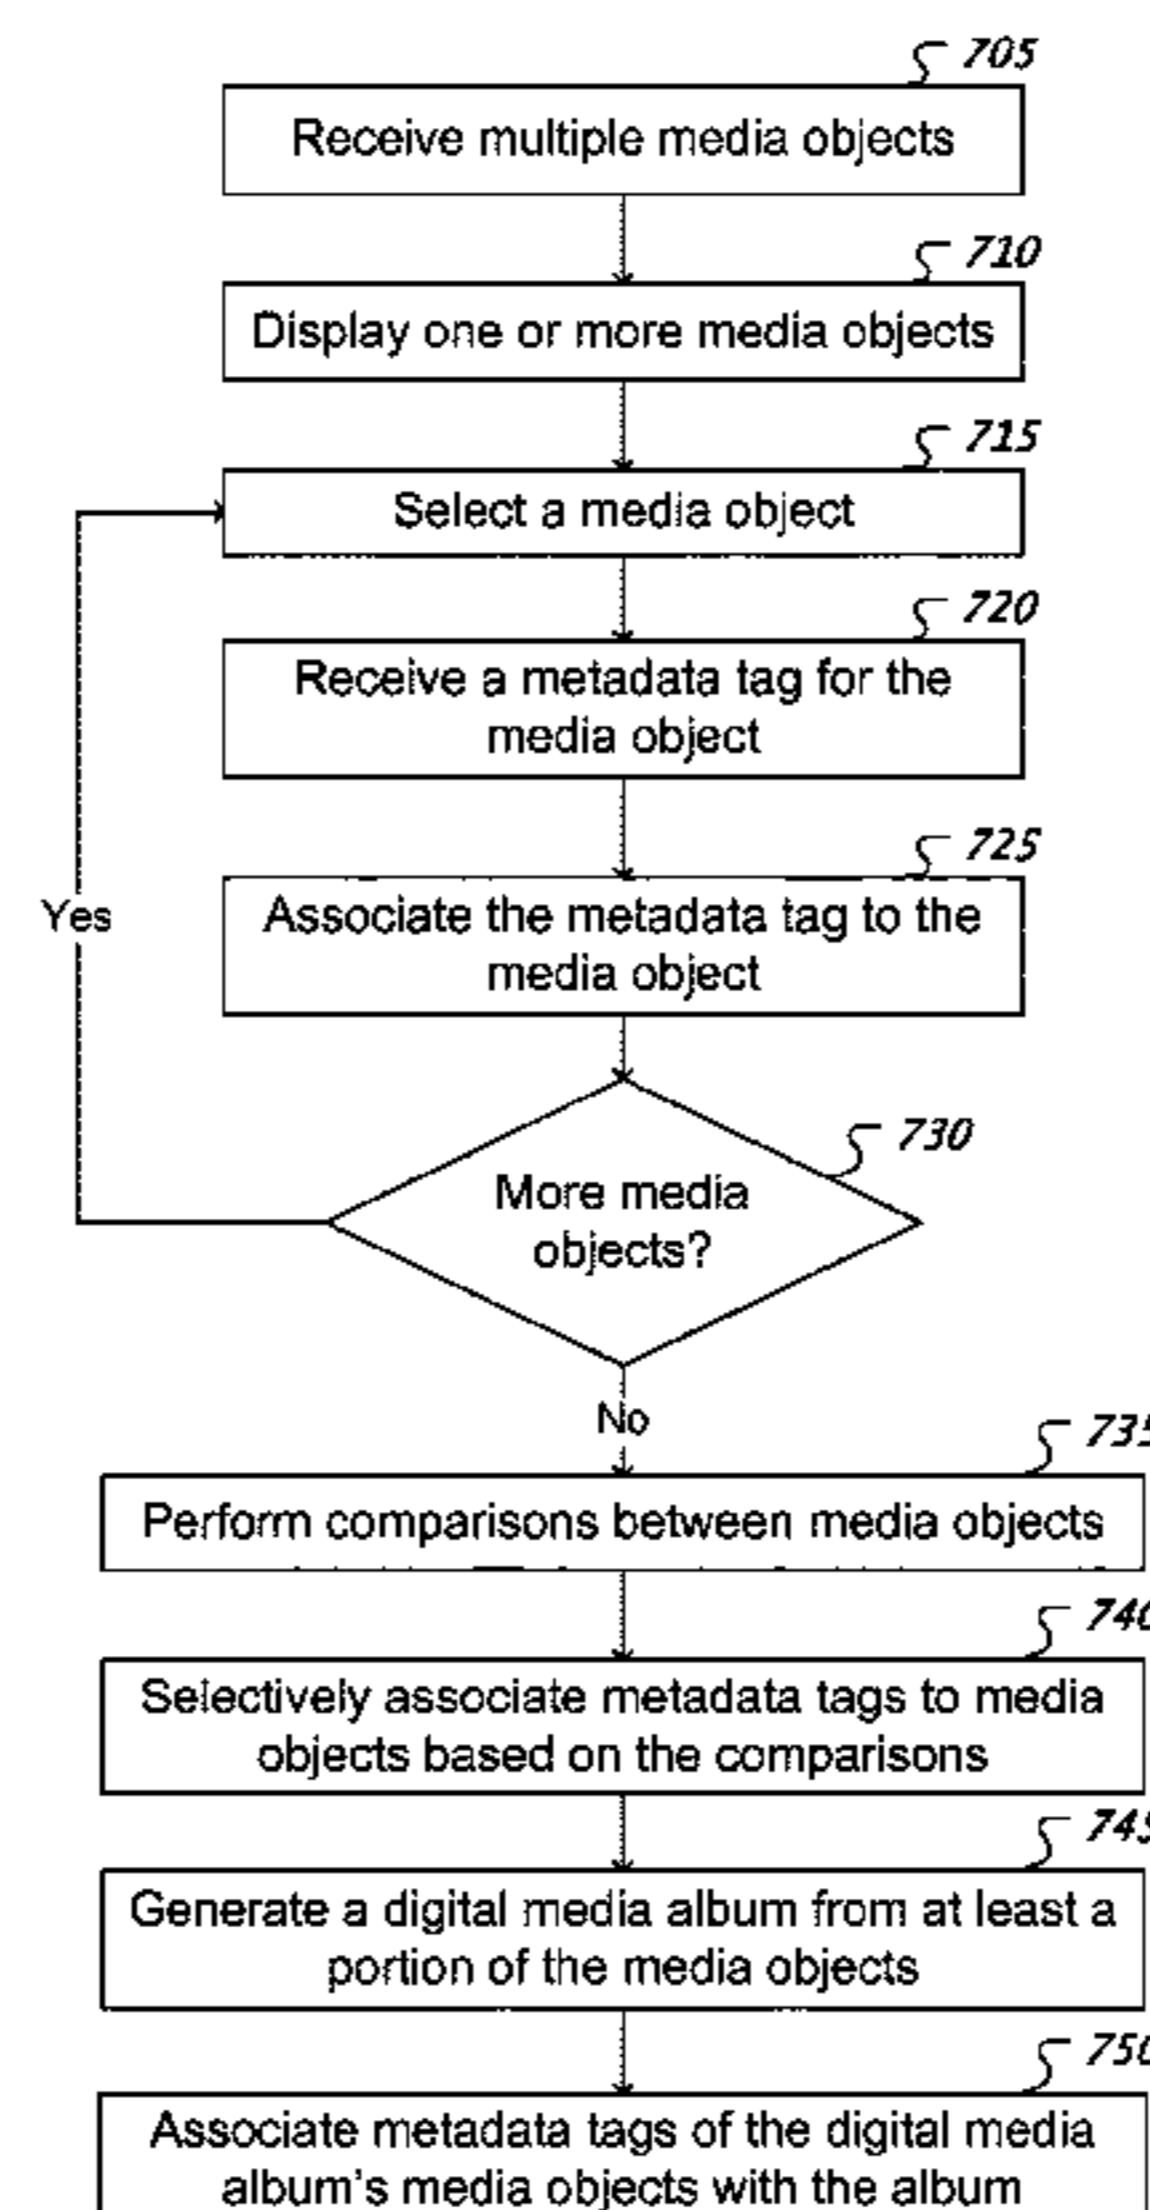 705
Receive multiple media objects
710
Display one or more media objects
715
Select a media object
720
Receive a metadata tag for the
media object
725
Associate the metadata tag to the
media object
Yes
730
More media
objects?
No
735
Perform comparisons between media objects
740
Selectively associate metadata tags to media
objects based on the comparisons
745
Generate a digital media album from at least a
portion of the media objects
750
Associate metadata tags of the digital media
album's media objects with the album